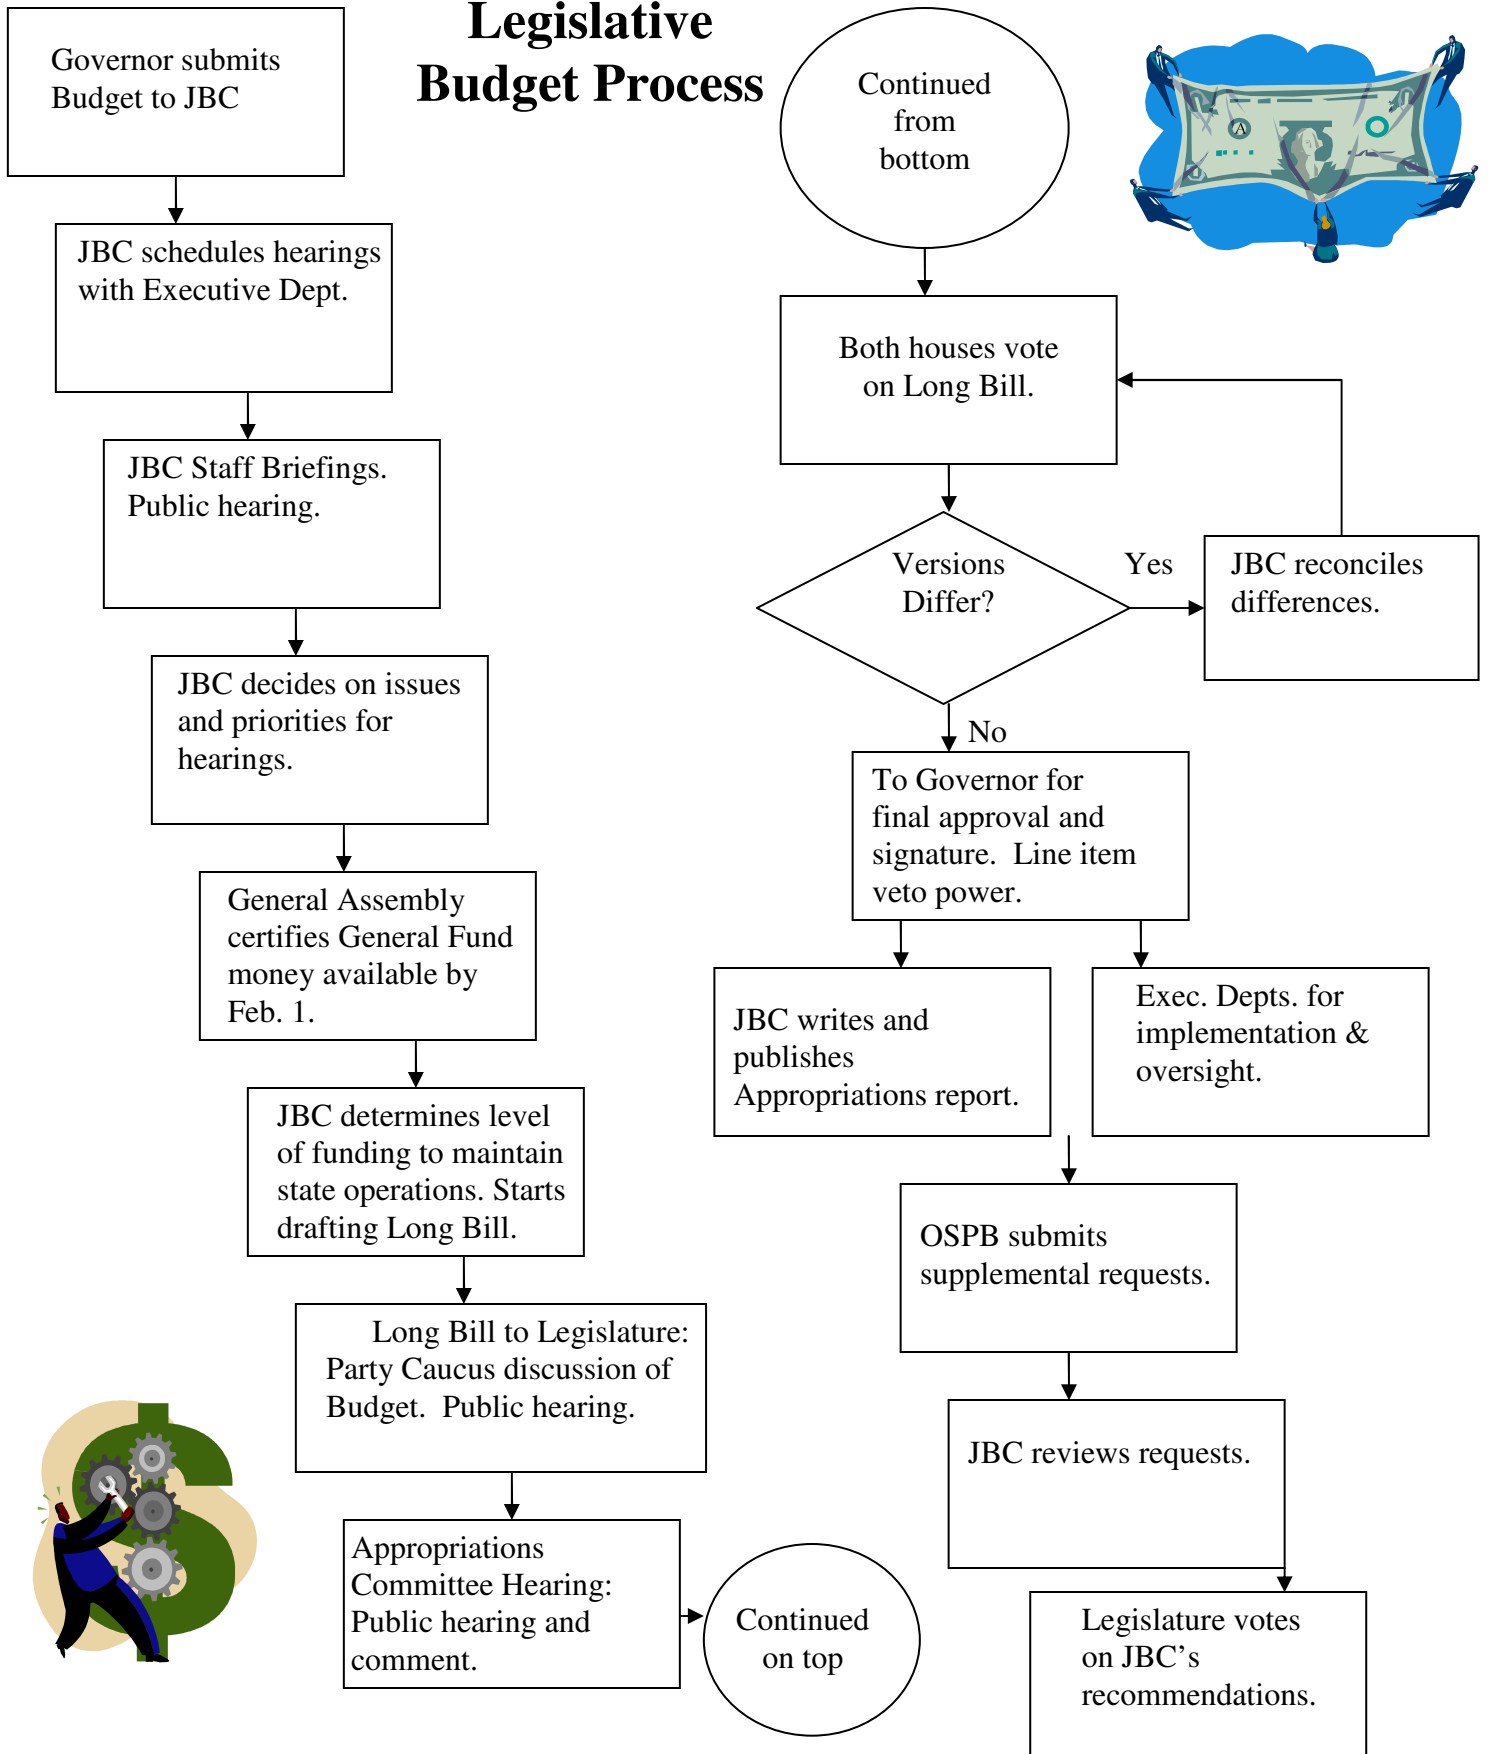 Legislative
Budget Process
Governor submits
Budget to JBC
JBC schedules hearings
with Executive Dept.
JBC Staff Briefings.
Public hearing.
JBC decides on issues
and priorities for
hearings.
General Assembly
certifies General Fund
money available by
Feb. 1.
JBC determines level
of funding to maintain
state operations. Starts
drafting Long Bill.
Long Bill to Legislature:
Party Caucus discussion of
Budget.  Public hearing.
Appropriations
Committee Hearing:
Public hearing and
comment.
Continued
on top
Continued
from
bottom
A
Both houses vote
on Long Bill.
Versions
Differ?
Yes
JBC reconciles
differences.
No
To Governor for
final approval and
signature.  Line item
veto power.
JBC writes and
publishes
Appropriations report.
Exec. Depts. for
implementation &
oversight.
OSPB submits
supplemental requests.
JBC reviews requests.
Legislature votes
on JBC’s
recommendations.